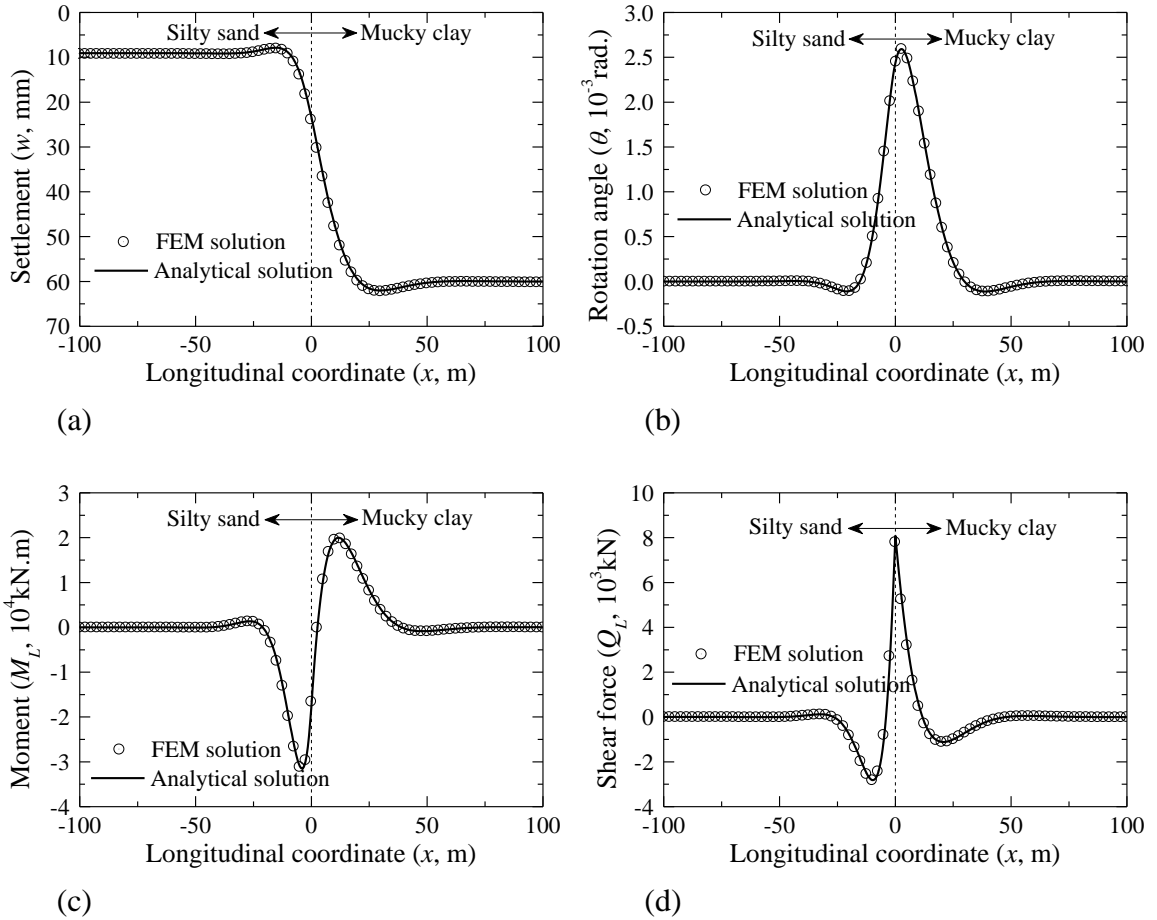 0
10
20
30
40
50
60
70
Settlement (w, mm)
Silty sand
Mucky clay
FEM solution
Analytical solution
-100 -50 0 50 100
Longitudinal coordinate (x, m)
(a)
3.0
2.5
2.0
1.5
1.0
0.5
0.0
-0.5
Rotation angle (θ, 10⁻³rad.)
Silty sand
Mucky clay
FEM solution
Analytical solution
-100 -50 0 50 100
Longitudinal coordinate (x, m)
(b)
3
2
1
0
-1
-2
-3
-4
Moment (M_L, 10⁴kN.m)
Silty sand
Mucky clay
FEM solution
Analytical solution
-100 -50 0 50 100
Longitudinal coordinate (x, m)
(c)
10
8
6
4
2
0
-2
-4
Shear force (Q_L, 10³kN)
Silty sand
Mucky clay
FEM solution
Analytical solution
-100 -50 0 50 100
Longitudinal coordinate (x, m)
(d)